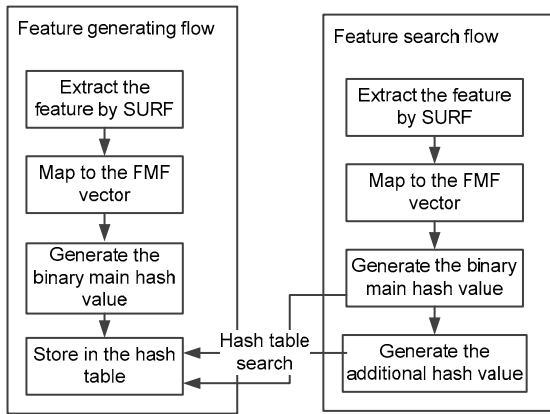 Feature generating flow
Extract the
feature by SURF
Map to the FMF
vector
Generate the
binary main hash
value
Store in the hash
table
Hash table
search
Feature search flow
Extract the feature
by SURF
Map to the FMF
vector
Generate the binary
main hash value
Generate the
additional hash value